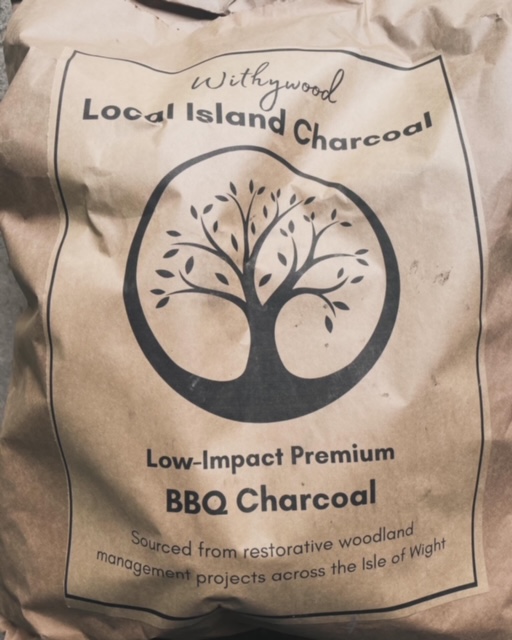 Withywood
Local Island Charcoal
Low-Impact Premium
BBQ Charcoal
Sourced from restorative woodland
management projects across the Isle of Wight